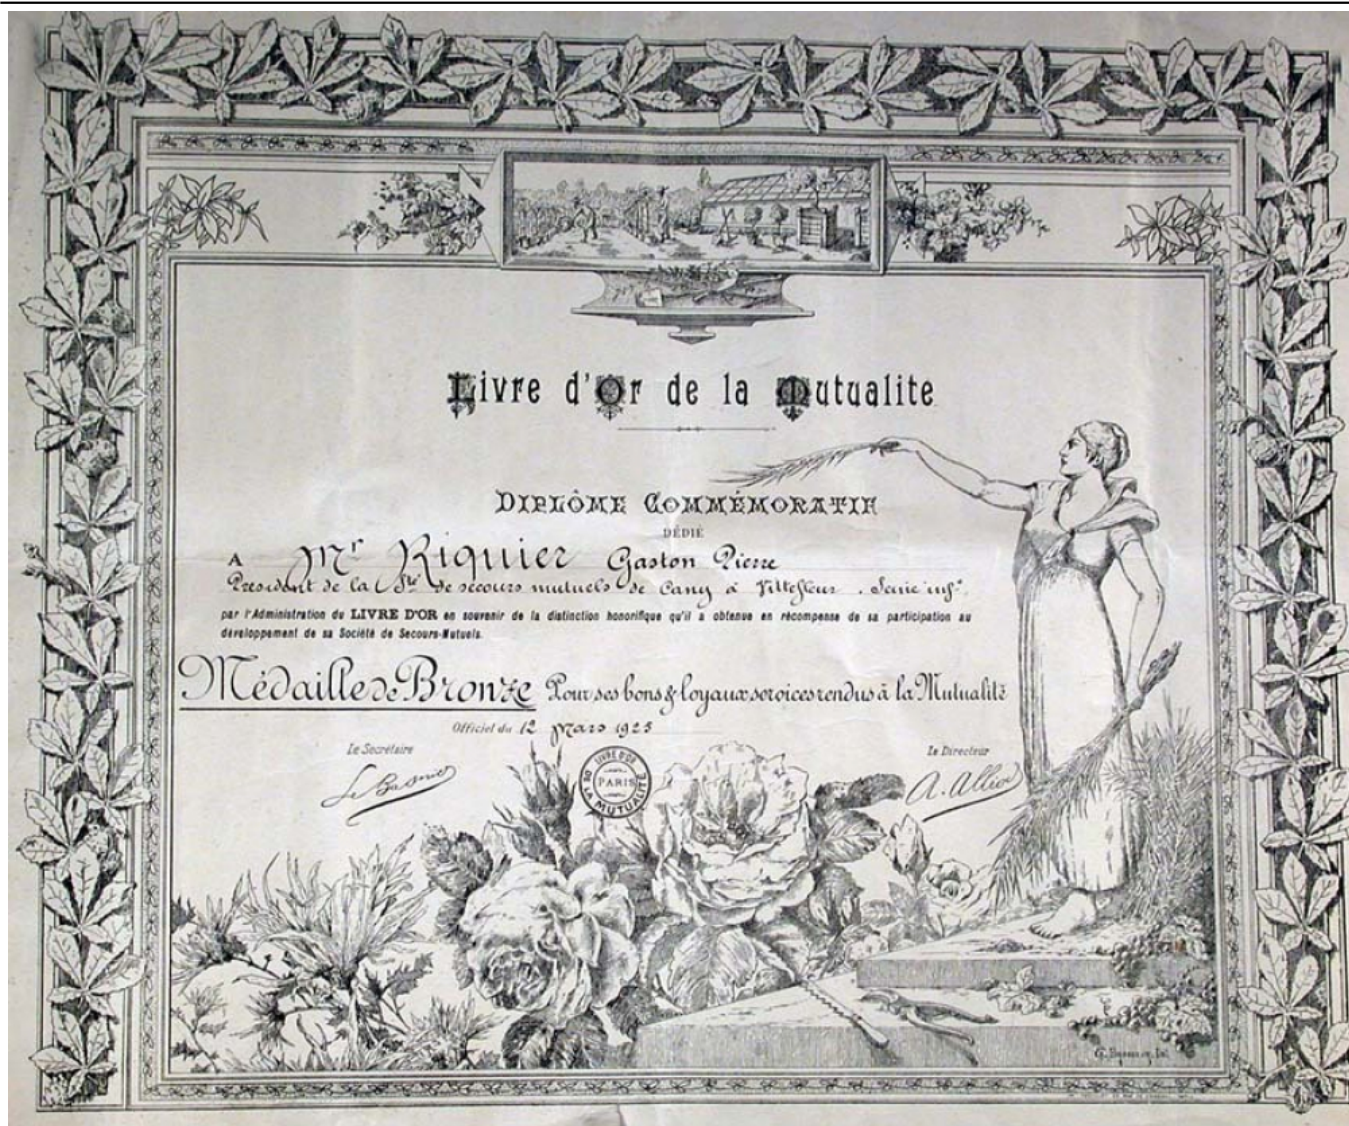 Livre d'Or de la Mutualite
DIPLÔME COMMÉMORATIF
DÉDIÉ
A Mr Riquier Gaston Pierre
Président de la Sté de secours mutuels de Cany à Vittefleur . Seine infre
par l'Administration du LIVRE D'OR en souvenir de la distinction honorifique qu'il a obtenue en récompense de sa participation au
développement de sa Société de Secours-Mutuels.
Médaille de Bronze Pour ses bons & loyaux services rendus à la Mutualité
Officiel du 12 Mars 1925
Le Secrétaire
Le Directeur
LIVRE D'OR
PARIS
DE LA MUTUALITÉ
A. Allier